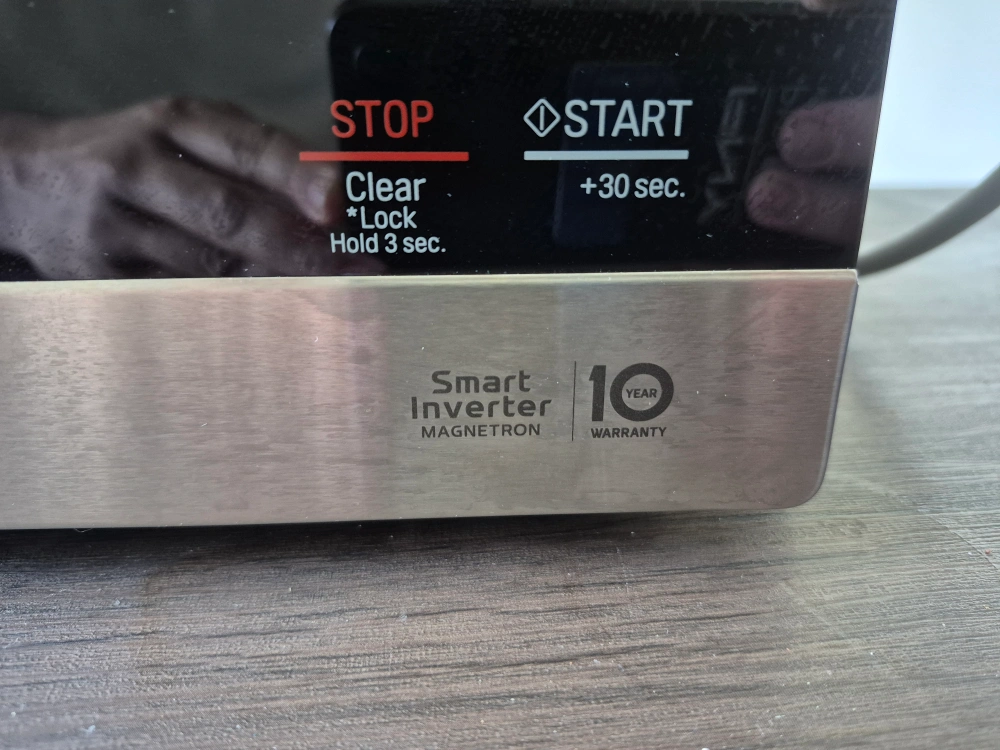 STOP
START
Clear
+30 sec.
*Lock
Hold 3 sec.
Smart
Inverter
MAGNETRON
10
YEAR
WARRANTY